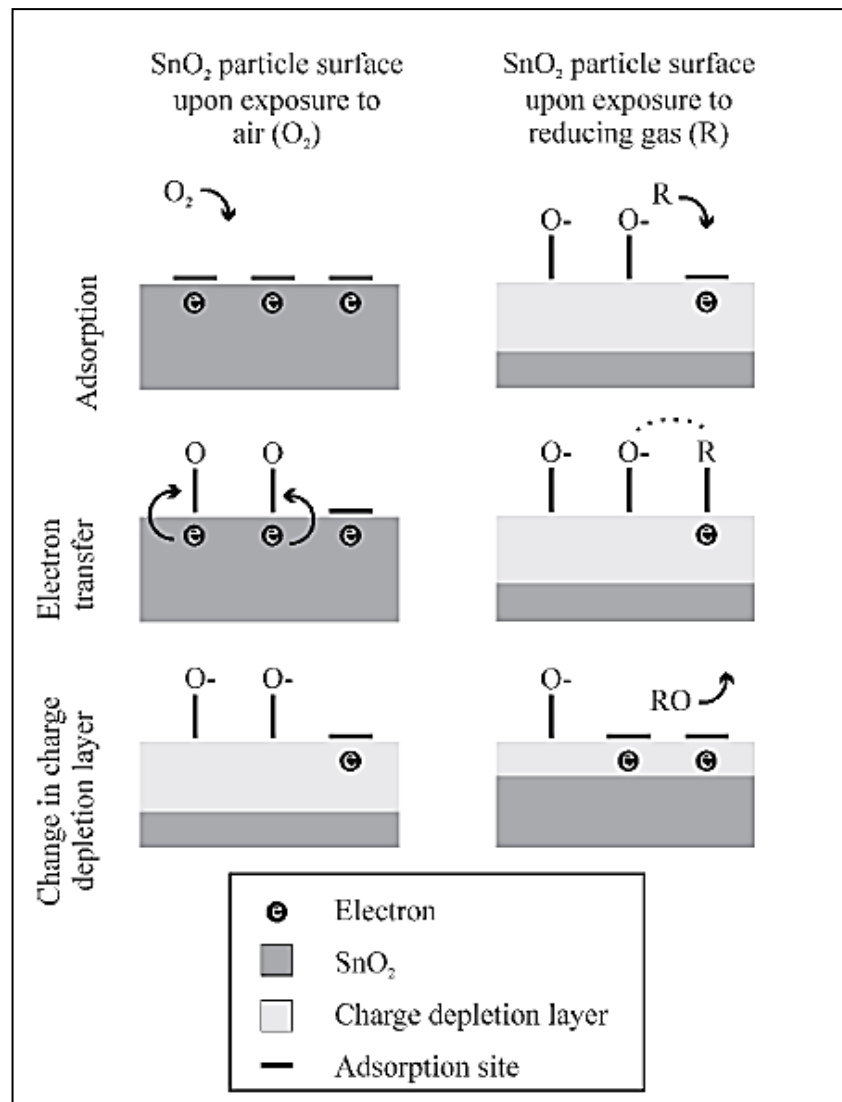 SnO₂ particle surface
upon exposure to
air (O₂)
SnO₂ particle surface
upon exposure to
reducing gas (R)
Adsorption
O₂
e e e
O- O- R
e
Electron
transfer
O O
e e e
O- O- R
e
Change in charge
depletion layer
O- O-
e
O- RO
e e
e Electron
SnO₂
Charge depletion layer
Adsorption site